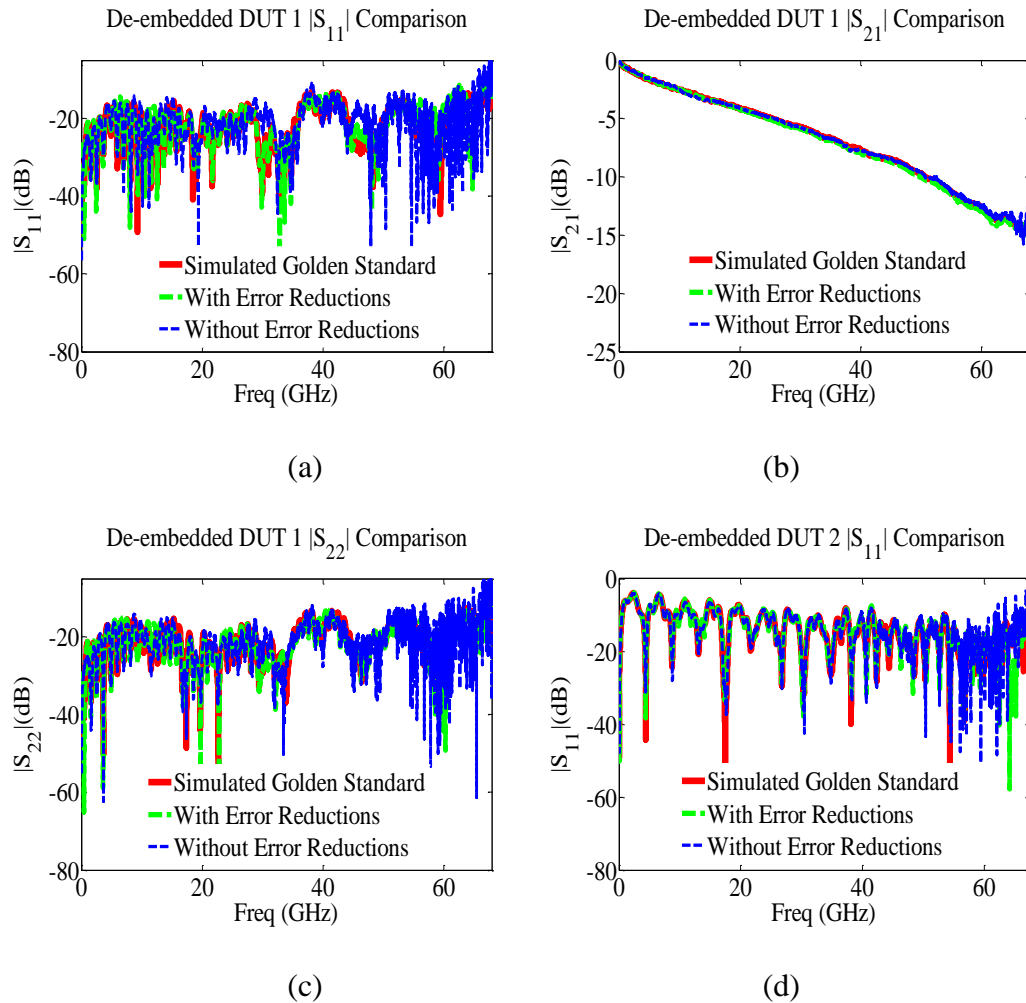 De-embedded DUT 1 |S11| Comparison
-20
-40
-60
-80
|S11|(dB)
Simulated Golden Standard
With Error Reductions
Without Error Reductions
0 20 40 60
Freq (GHz)
(a)
De-embedded DUT 1 |S21| Comparison
0
-5
-10
-15
-20
-25
|S21|(dB)
Simulated Golden Standard
With Error Reductions
Without Error Reductions
0 20 40 60
Freq (GHz)
(b)
De-embedded DUT 1 |S22| Comparison
-20
-40
-60
-80
|S22|(dB)
Simulated Golden Standard
With Error Reductions
Without Error Reductions
0 20 40 60
Freq (GHz)
(c)
De-embedded DUT 2 |S11| Comparison
0
-20
-40
-60
-80
|S11|(dB)
Simulated Golden Standard
With Error Reductions
Without Error Reductions
0 20 40 60
Freq (GHz)
(d)